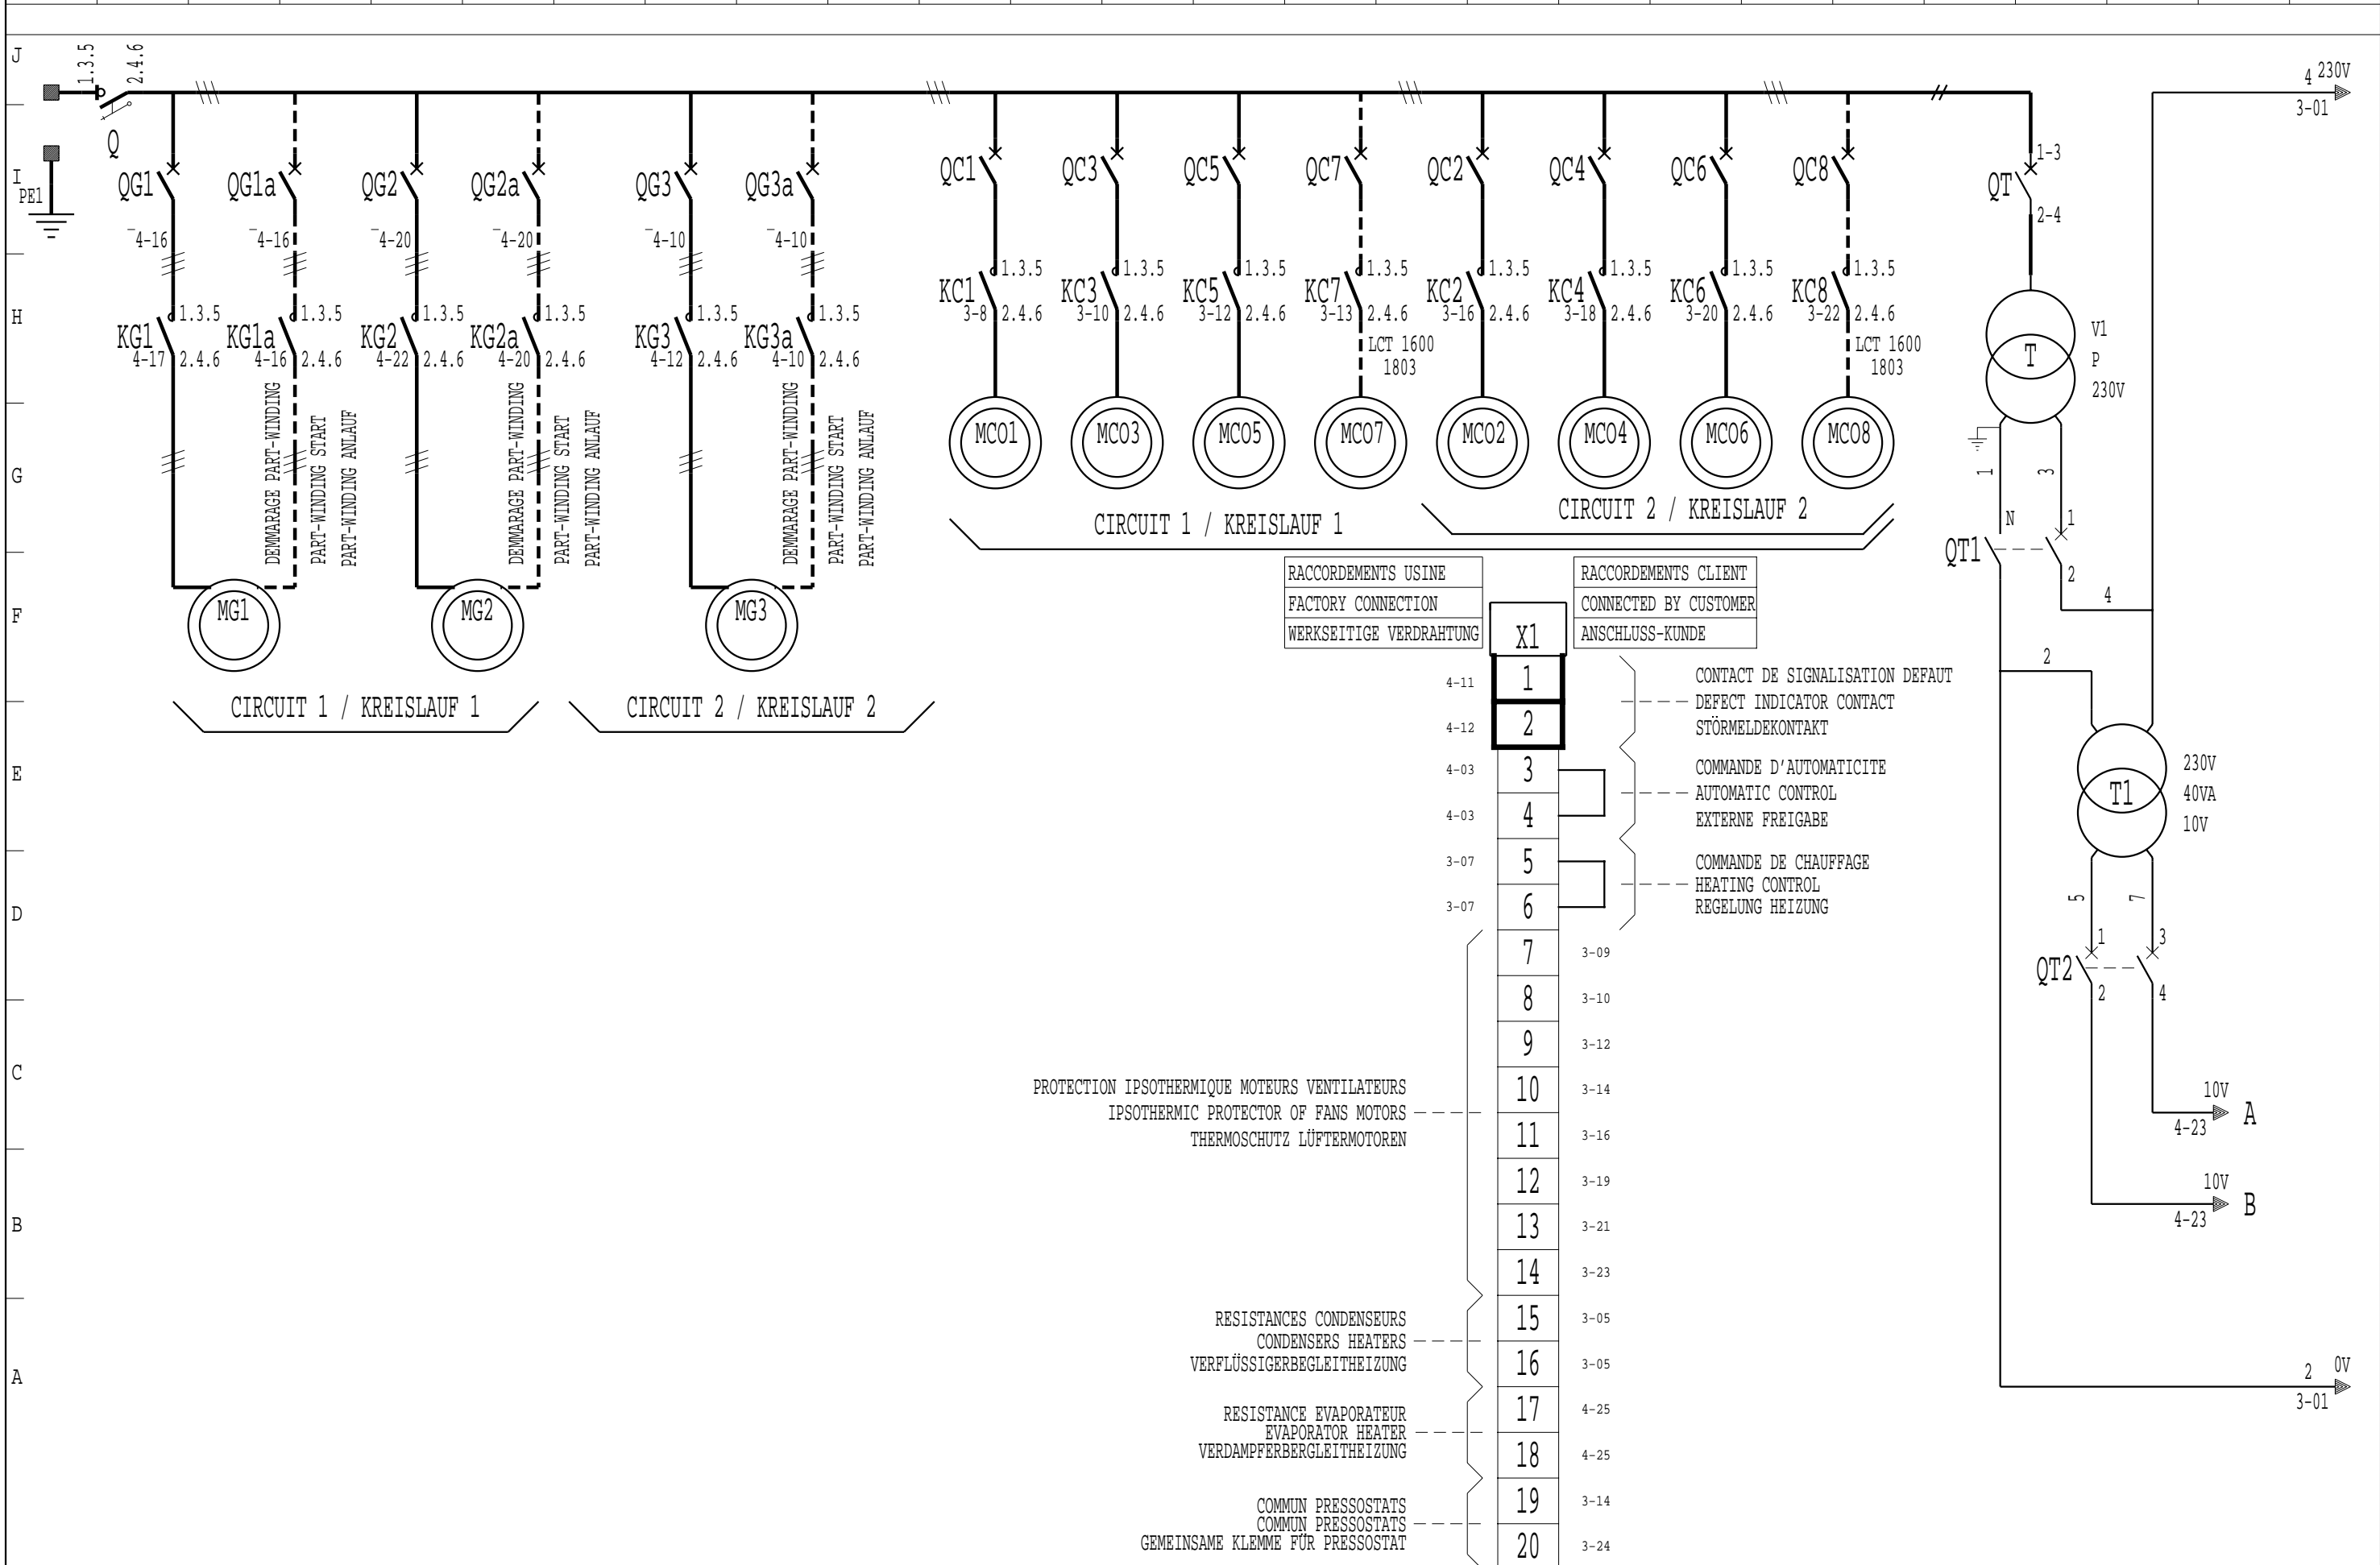 J
1.3.5
2.4.6
4 230V
3-01
Q
I
PE1
QG1
QG1a
QG2
QG2a
QG3
QG3a
QC1
QC3
QC5
QC7
QC2
QC4
QC6
QC8
1-3
QT
2-4
¯4-16
¯4-16
¯4-20
¯4-20
¯4-10
¯4-10
H
KG1
1.3.5
4-17
2.4.6
KG1a
1.3.5
4-16
2.4.6
KG2
1.3.5
4-22
2.4.6
KG2a
1.3.5
4-20
2.4.6
KG3
1.3.5
4-12
2.4.6
KG3a
1.3.5
4-10
2.4.6
KC1
1.3.5
3-8
2.4.6
KC3
1.3.5
3-10
2.4.6
KC5
1.3.5
3-12
2.4.6
KC7
1.3.5
3-13
2.4.6
LCT 1600
1803
KC2
1.3.5
3-16
2.4.6
KC4
1.3.5
3-18
2.4.6
KC6
1.3.5
3-20
2.4.6
KC8
1.3.5
3-22
2.4.6
LCT 1600
1803
T
V1
P
230V
G
DEMMARAGE PART-WINDING
PART-WINDING START
PART-WINDING ANLAUF
DEMMARAGE PART-WINDING
PART-WINDING START
PART-WINDING ANLAUF
DEMMARAGE PART-WINDING
PART-WINDING START
PART-WINDING ANLAUF
MCO1
MCO3
MCO5
MCO7
MCO2
MCO4
MCO6
MCO8
CIRCUIT 1 / KREISLAUF 1
CIRCUIT 2 / KREISLAUF 2
1
3
N
1
QT1
2
4
2
F
MG1
MG2
MG3
CIRCUIT 1 / KREISLAUF 1
CIRCUIT 2 / KREISLAUF 2
RACCORDEMENTS USINE
FACTORY CONNECTION
WERKSEITIGE VERDRAHTUNG
X1
RACCORDEMENTS CLIENT
CONNECTED BY CUSTOMER
ANSCHLUSS-KUNDE
4-11
1
4-12
2
CONTACT DE SIGNALISATION DEFAUT
DEFECT INDICATOR CONTACT
STÖRMELDEKONTAKT
E
4-03
3
4-03
4
COMMANDE D'AUTOMATICITE
AUTOMATIC CONTROL
EXTERNE FREIGABE
T1
230V
40VA
10V
3-07
5
3-07
6
COMMANDE DE CHAUFFAGE
HEATING CONTROL
REGELUNG HEIZUNG
D
5
7
1
3
QT2
2
4
7
3-09
8
3-10
9
3-12
10
3-14
11
3-16
12
3-19
13
3-21
14
3-23
C
PROTECTION IPSOTHERMIQUE MOTEURS VENTILATEURS
IPSOTHERMIC PROTECTOR OF FANS MOTORS
THERMOSCHUTZ LÜFTERMOTOREN
10V
4-23
A
10V
4-23
B
B
15
3-05
16
3-05
RESISTANCES CONDENSEURS
CONDENSERS HEATERS
VERFLÜSSIGERBEGLEITHEIZUNG
A
2 0V
3-01
17
4-25
18
4-25
RESISTANCE EVAPORATEUR
EVAPORATOR HEATER
VERDAMPFERBERGLEITHEIZUNG
19
3-14
20
3-24
COMMUN PRESSOSTATS
COMMUN PRESSOSTATS
GEMEINSAME KLEMME FÜR PRESSOSTAT